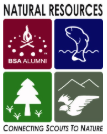 NATURAL RESOURCES
BSA ALUMNI
CONNECTING SCOUTS TO NATURE